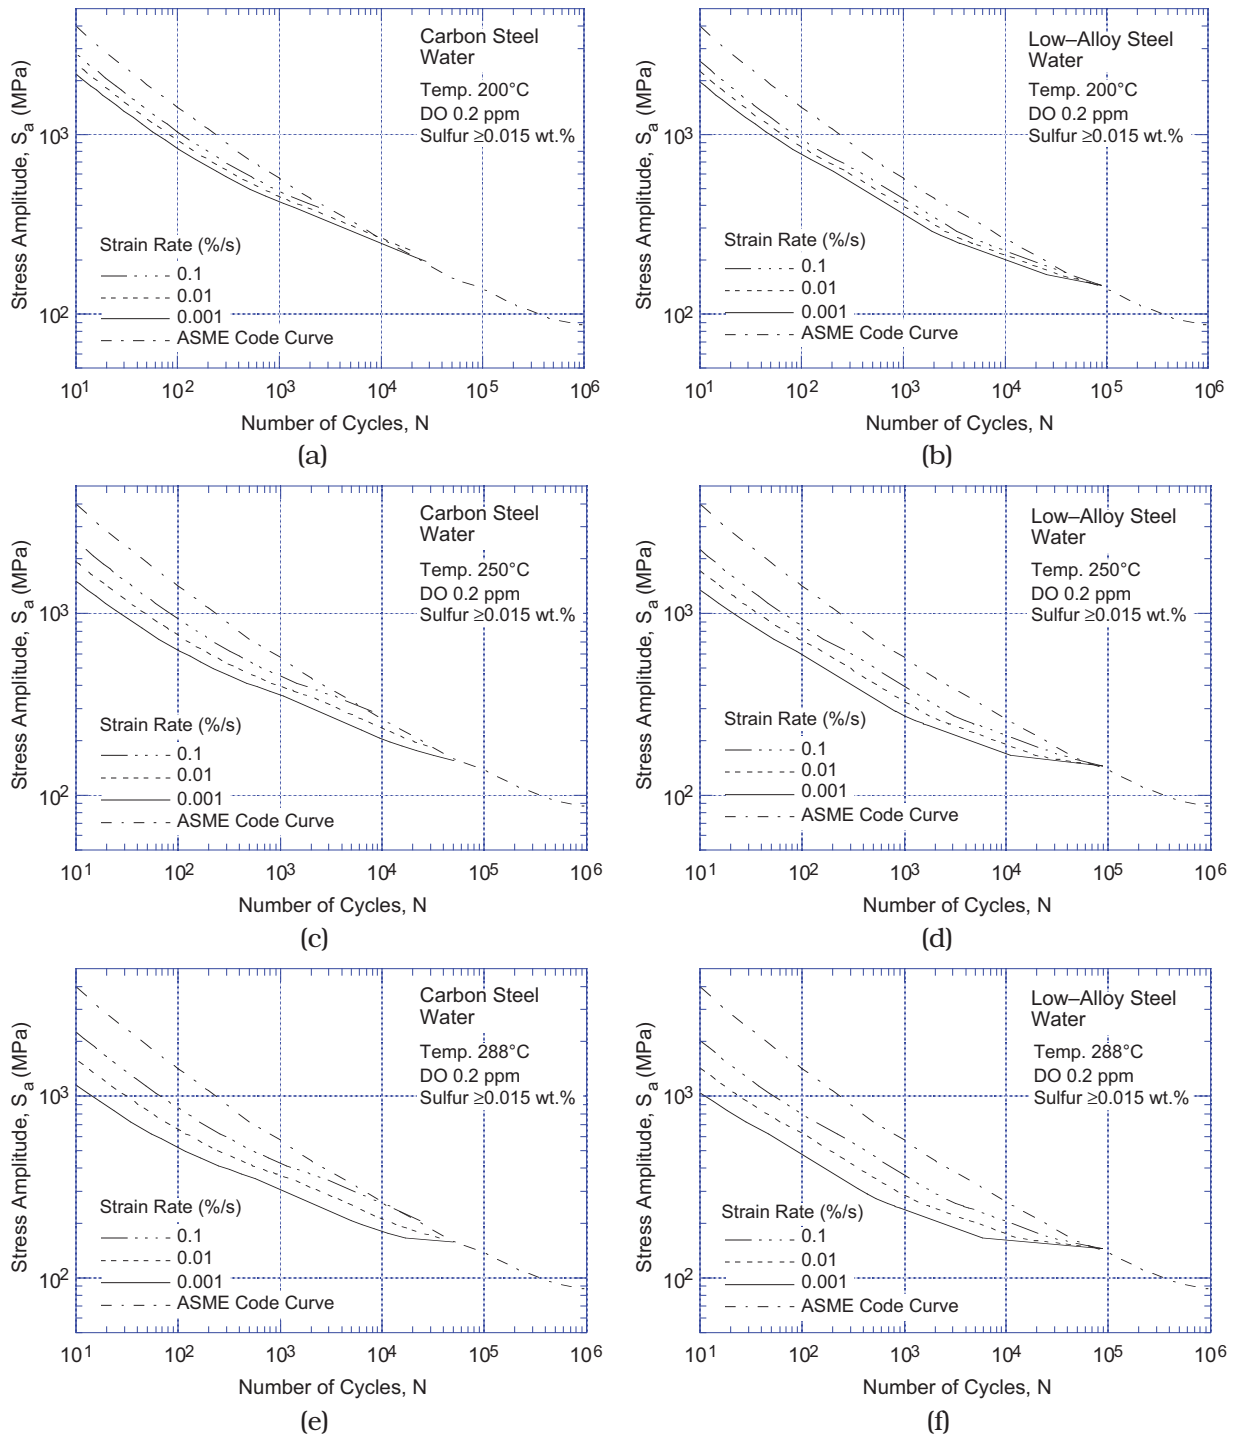 Carbon Steel
Water
Temp. 200°C
DO 0.2 ppm
Sulfur ≥0.015 wt.%
Stress Amplitude, Sa (MPa)
10³
10²
Strain Rate (%/s)
0.1
0.01
0.001
ASME Code Curve
10¹ 10² 10³ 10⁴ 10⁵ 10⁶
Number of Cycles, N
(a)
Low–Alloy Steel
Water
Temp. 200°C
DO 0.2 ppm
Sulfur ≥0.015 wt.%
Stress Amplitude, Sa (MPa)
10³
10²
Strain Rate (%/s)
0.1
0.01
0.001
ASME Code Curve
10¹ 10² 10³ 10⁴ 10⁵ 10⁶
Number of Cycles, N
(b)
Carbon Steel
Water
Temp. 250°C
DO 0.2 ppm
Sulfur ≥0.015 wt.%
Stress Amplitude, Sa (MPa)
10³
10²
Strain Rate (%/s)
0.1
0.01
0.001
ASME Code Curve
10¹ 10² 10³ 10⁴ 10⁵ 10⁶
Number of Cycles, N
(c)
Low–Alloy Steel
Water
Temp. 250°C
DO 0.2 ppm
Sulfur ≥0.015 wt.%
Stress Amplitude, Sa (MPa)
10³
10²
Strain Rate (%/s)
0.1
0.01
0.001
ASME Code Curve
10¹ 10² 10³ 10⁴ 10⁵ 10⁶
Number of Cycles, N
(d)
Carbon Steel
Water
Temp. 288°C
DO 0.2 ppm
Sulfur ≥0.015 wt.%
Stress Amplitude, Sa (MPa)
10³
10²
Strain Rate (%/s)
0.1
0.01
0.001
ASME Code Curve
10¹ 10² 10³ 10⁴ 10⁵ 10⁶
Number of Cycles, N
(e)
Low–Alloy Steel
Water
Temp. 288°C
DO 0.2 ppm
Sulfur ≥0.015 wt.%
Stress Amplitude, Sa (MPa)
10³
10²
Strain Rate (%/s)
0.1
0.01
0.001
ASME Code Curve
10¹ 10² 10³ 10⁴ 10⁵ 10⁶
Number of Cycles, N
(f)